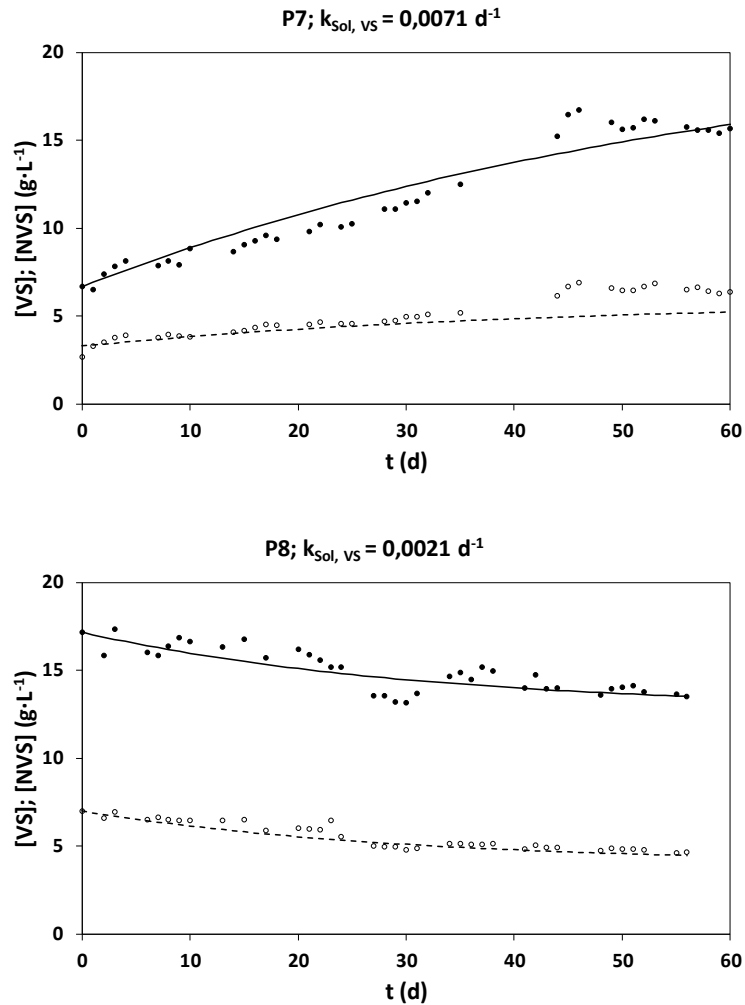 P7; kSol, VS = 0,0071 d-1
20
15
10
5
0
[VS]; [NVS] (g·L-1)
0 10 20 30 40 50 60
t (d)
P8; kSol, VS = 0,0021 d-1
20
15
10
5
0
[VS]; [NVS] (g·L-1)
0 10 20 30 40 50 60
t (d)